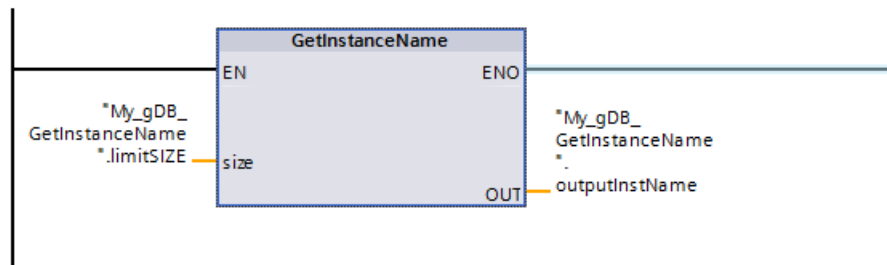 GetInstanceName
EN
ENO
"My_gDB_
GetInstanceName
".limitSIZE
size
"My_gDB_
GetInstanceName
".
outputInstName
OUT